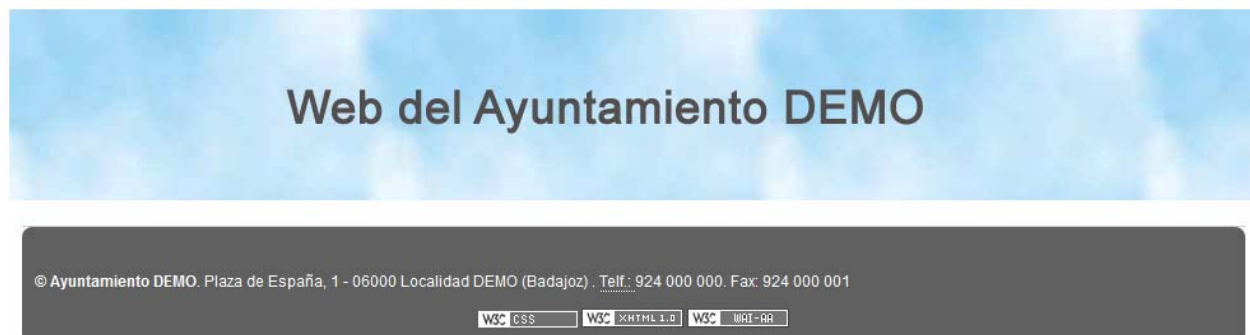 Web del Ayuntamiento DEMO
© Ayuntamiento DEMO. Plaza de España, 1 - 06000 Localidad DEMO (Badajoz) . Telf.: 924 000 000. Fax: 924 000 001
W3C CSS W3C XHTML 1.0 W3C WAI-AA